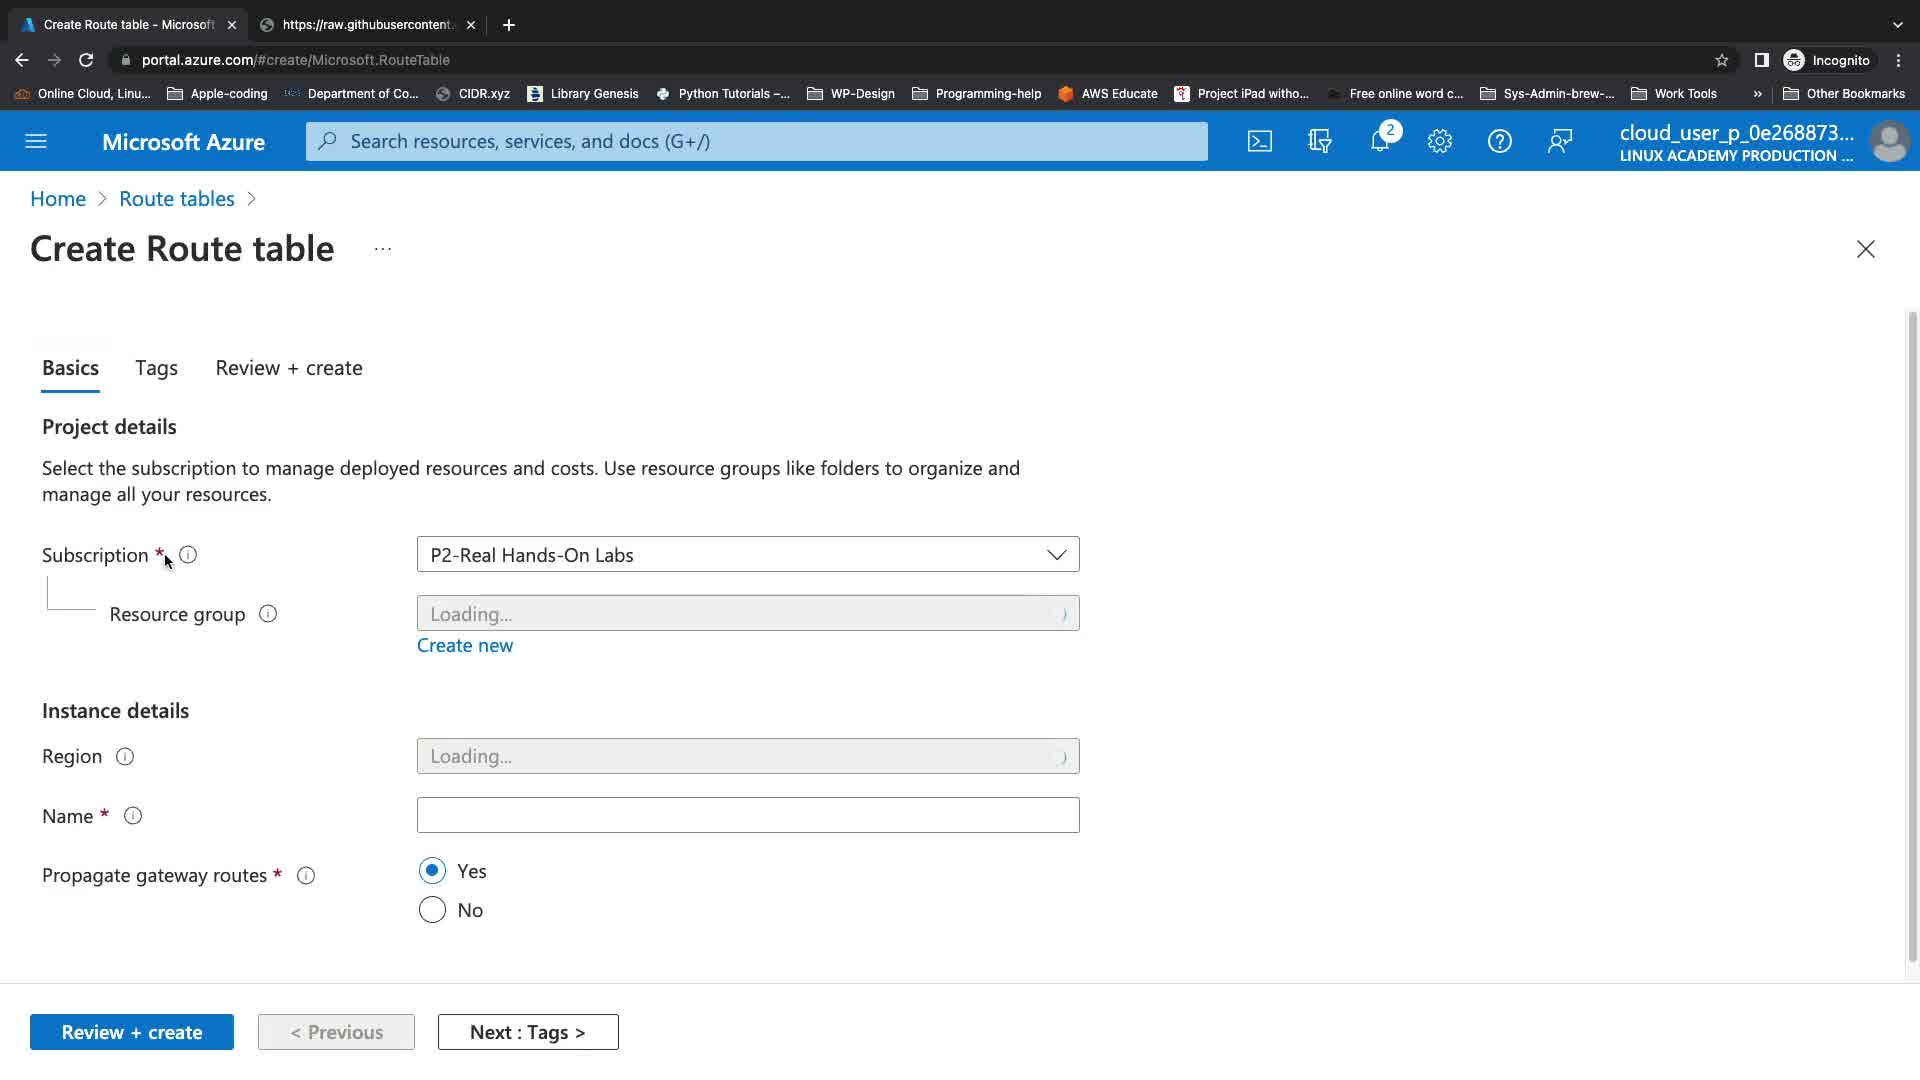 Create Route table - Microsoft
https://raw.githubusercontent.
portal.azure.com/#create/Microsoft.RouteTable
Incognito
Online Cloud, Linu...
Apple-coding
Department of Co...
CIDR.xyz
Library Genesis
Python Tutorials –...
WP-Design
Programming-help
AWS Educate
Project iPad witho...
Free online word c...
Sys-Admin-brew-...
Work Tools
»
Other Bookmarks
Microsoft Azure
Search resources, services, and docs (G+/)
2
cloud_user_p_0e268873...
LINUX ACADEMY PRODUCTION ...
Home > Route tables >
Create Route table ...
Basics
Tags
Review + create
Project details
Select the subscription to manage deployed resources and costs. Use resource groups like folders to organize and
manage all your resources.
Subscription *
P2-Real Hands-On Labs
Resource group
Loading...
Create new
Instance details
Region
Loading...
Name *
Propagate gateway routes *
Yes
No
Review + create
< Previous
Next : Tags >